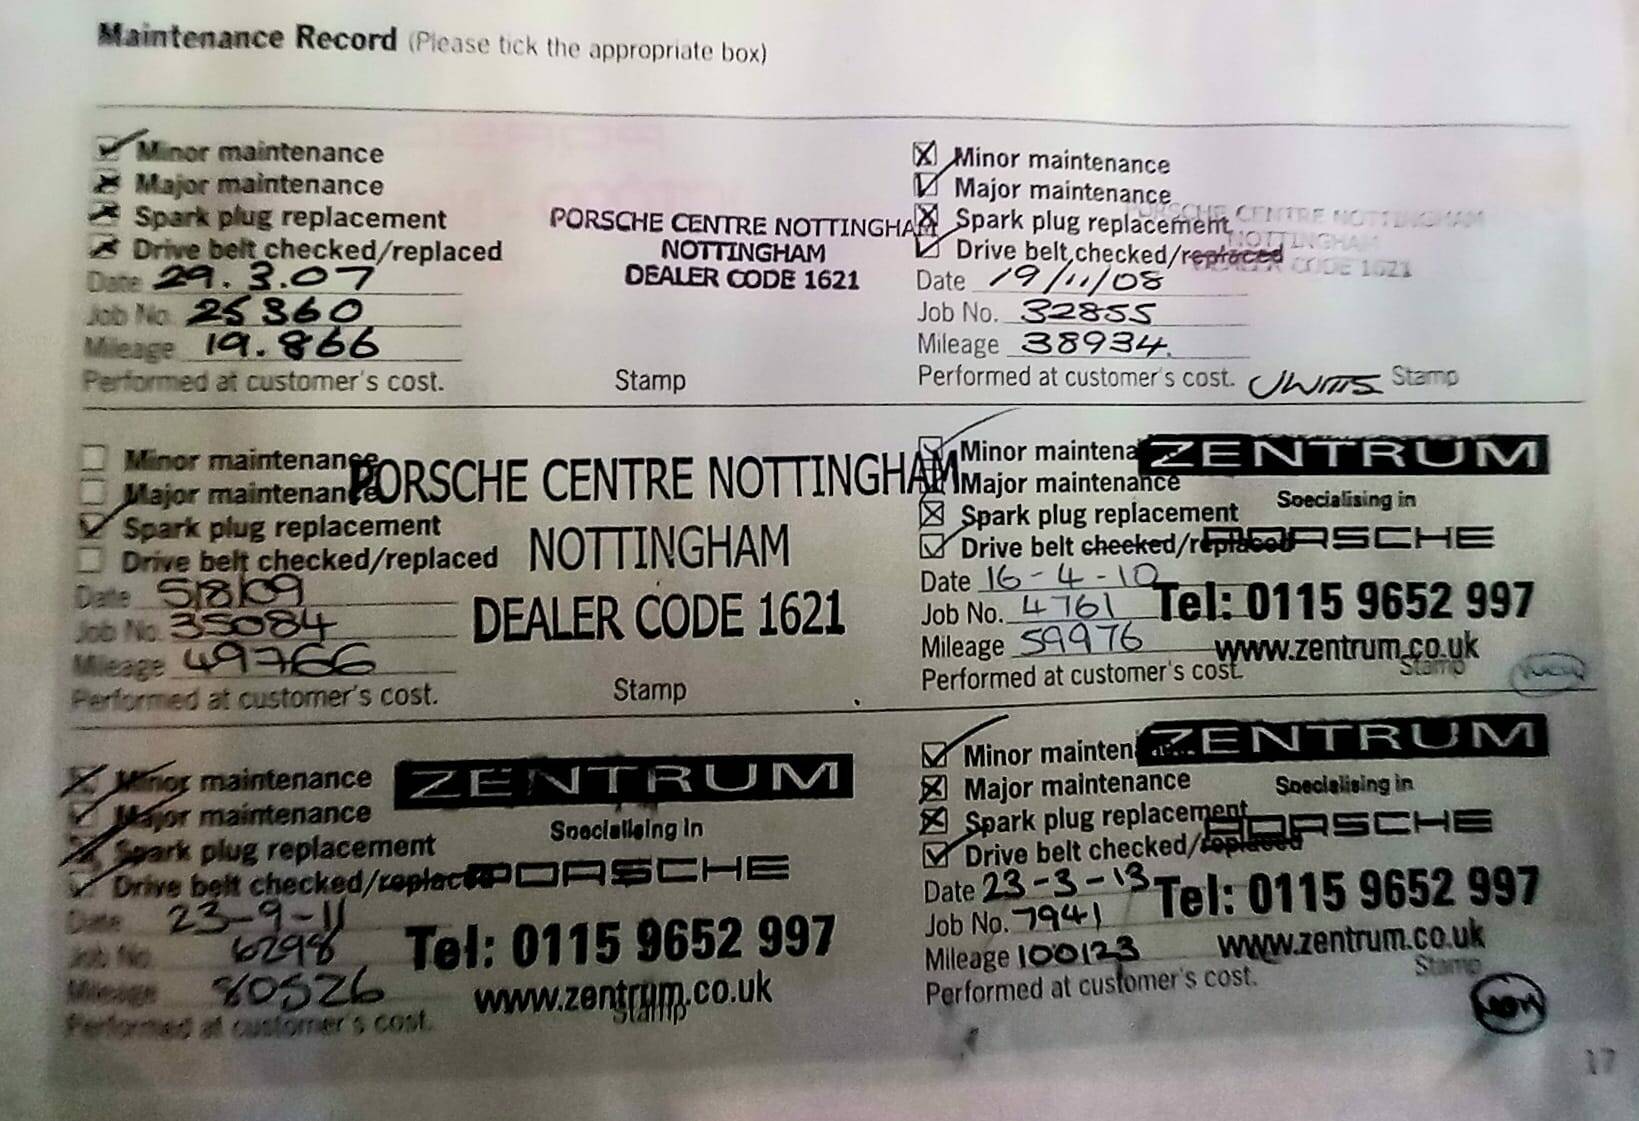 Maintenance Record (Please tick the appropriate box)
Minor maintenance
Major maintenance
Spark plug replacement
Drive belt checked/replaced
Date 29.3.07
Job No. 25360
Mileage 19.866
Performed at customer's cost.
PORSCHE CENTRE NOTTINGHAM
NOTTINGHAM
DEALER CODE 1621
Stamp
Minor maintenance
Major maintenance
Spark plug replacement
Drive belt checked/replaced
Date 19/11/08
Job No. 32855
Mileage 38934.
Performed at customer's cost.
PORSCHE CENTRE NOTTINGHAM
NOTTINGHAM
DEALER CODE 1621
Stamp
Minor maintenance
Major maintenance
Spark plug replacement
Drive belt checked/replaced
Date 5/8/09
Job No. 35084
Mileage 49766
Performed at customer's cost.
PORSCHE CENTRE NOTTINGHAM
NOTTINGHAM
DEALER CODE 1621
Stamp
Minor maintena
Major maintenance
Spark plug replacement
Drive belt checked/replaced
Date 16-4-10
Job No. 4761
Mileage 59976
Performed at customer's cost.
ZENTRUM
Specialising in
PORSCHE
Tel: 0115 9652 997
www.zentrum.co.uk
Stamp
Minor maintenance
Major maintenance
Spark plug replacement
Drive belt checked/replaced
Date 23-9-11
Job No. 6298
Mileage 80526
Performed at customer's cost.
ZENTRUM
Specialising in
PORSCHE
Tel: 0115 9652 997
www.zentrum.co.uk
Stamp
Minor mainten
Major maintenance
Spark plug replacement
Drive belt checked/replaced
Date 23-3-13
Job No. 7941
Mileage 100123
Performed at customer's cost.
ZENTRUM
Specialising in
PORSCHE
Tel: 0115 9652 997
www.zentrum.co.uk
Stamp
17